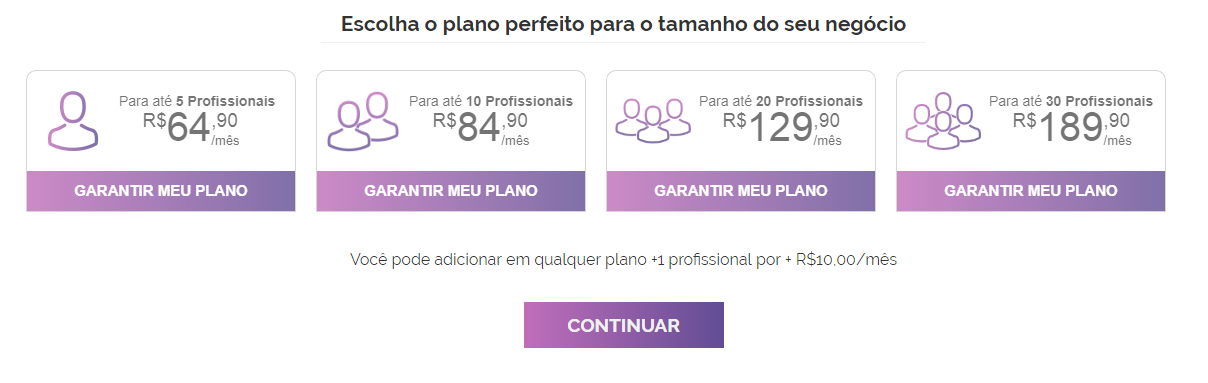 Escolha o plano perfeito para o tamanho do seu negócio
Para até 5 Profissionais
R$64,90
/mês
GARANTIR MEU PLANO
Para até 10 Profissionais
R$84,90
/mês
GARANTIR MEU PLANO
Para até 20 Profissionais
R$129,90
/mês
GARANTIR MEU PLANO
Para até 30 Profissionais
R$189,90
/mês
GARANTIR MEU PLANO
Você pode adicionar em qualquer plano +1 profissional por + R$10,00/mês
CONTINUAR